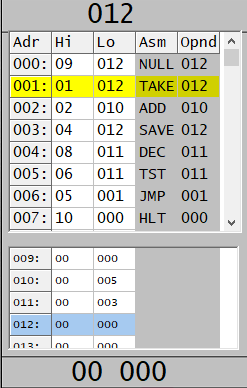 012
Adr Hi Lo Asm Opnd
000: 09 012 NULL 012
001: 01 012 TAKE 012
002: 02 010 ADD 010
003: 04 012 SAVE 012
004: 08 011 DEC 011
005: 06 011 TST 011
006: 05 001 JMP 001
007: 10 000 HLT 000
009: 00 000
010: 00 005
011: 00 003
012: 00 000
013: 00 000
00 000